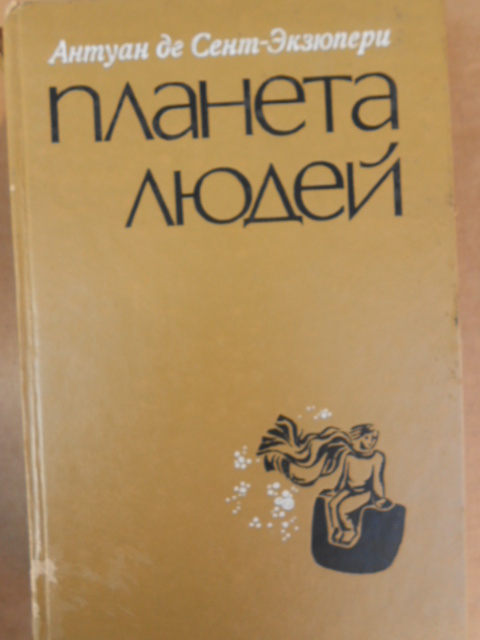 Антуан де Сент-Экзюпери
планета
людей